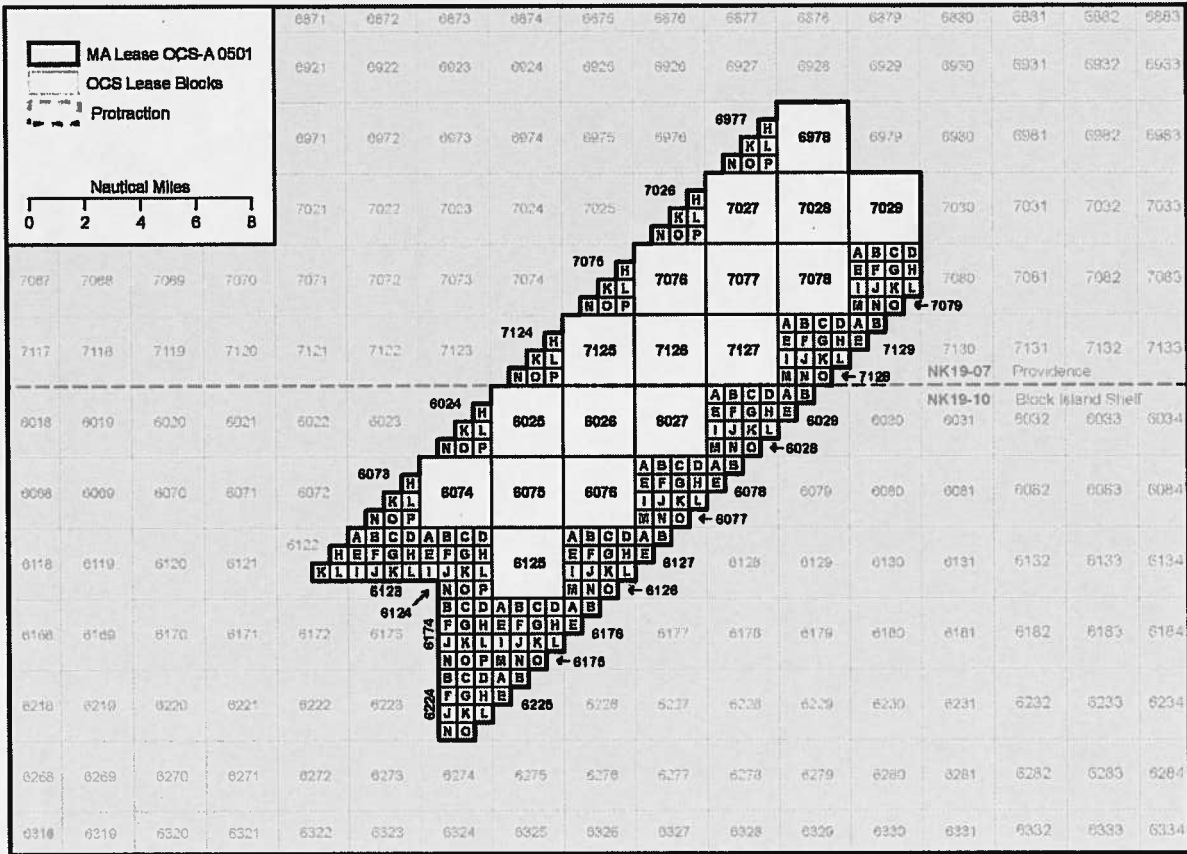 6871 6872 6873 6874 6875 6876 6877 6878 6879 6880 6881 6882 6883
MA Lease OCS-A 0501
OCS Lease Blocks
Protraction
Nautical Miles
0 2 4 6 8
6921 6922 6923 6924 6925 6926 6927 6928 6929 6930 6931 6932 6933
6971 6972 6973 6974 6975 6976 6977 H 6978 6979 6980 6981 6982 6983
K L
N O P
7026 H
7021 7022 7023 7024 7025 K L 7027 7028 7029 7030 7031 7032 7033
N O P
A B C D
7075 H E F G H
7067 7068 7069 7070 7071 7072 7073 7074 K L 7076 7077 7078 I J K L 7080 7081 7082 7083
N O P M N O ←7079
A B C D A B
7124 H E F G H E
7117 7118 7119 7120 7121 7122 7123 K L 7125 7126 7127 I J K L 7129 7130 7131 7132 7133
N O P M N O ←7128
NK19-07 Providence
NK19-10 Block Island Shelf
A B C D A B
6024 H E F G H E
6018 6019 6020 6021 6022 6023 K L 6025 6026 6027 I J K L 6029 6030 6031 6032 6033 6034
N O P M N O ←6028
A B C D A B
6073 H E F G H E
6068 6069 6070 6071 6072 K L 6074 6075 6076 I J K L 6078 6079 6080 6081 6082 6083 6084
N O P M N O ←6077
A B C D A B C D A B C D A B
6122 H E F G H E F G H E F G H E
6118 6119 6120 6121 K L I J K L I J K L 6125 I J K L 6127 6128 6129 6130 6131 6132 6133 6134
6123 N O P M N O ←6126
6124
B C D A B C D A B
F G H E F G H E
6168 6169 6170 6171 6172 6173 6174 J K L I J K L 6176 6177 6178 6179 6180 6181 6182 6183 6184
N O P M N O ←6175
B C D A B
F G H E
6218 6219 6220 6221 6222 6223 6224 J K L 6225 6226 6227 6228 6229 6230 6231 6232 6233 6234
N O
6268 6269 6270 6271 6272 6273 6274 6275 6276 6277 6278 6279 6280 6281 6282 6283 6284
6318 6319 6320 6321 6322 6323 6324 6325 6326 6327 6328 6329 6330 6331 6332 6333 6334